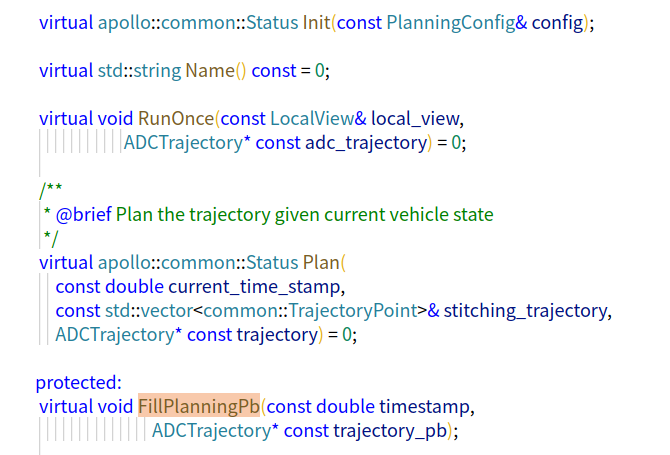 virtual apollo::common::Status Init(const PlanningConfig& config);
virtual std::string Name() const = 0;
virtual void RunOnce(const LocalView& local_view,
ADCTrajectory* const adc_trajectory) = 0;
/**
* @brief Plan the trajectory given current vehicle state
*/
virtual apollo::common::Status Plan(
const double current_time_stamp,
const std::vector<common::TrajectoryPoint>& stitching_trajectory,
ADCTrajectory* const trajectory) = 0;
protected:
virtual void FillPlanningPb(const double timestamp,
ADCTrajectory* const trajectory_pb);